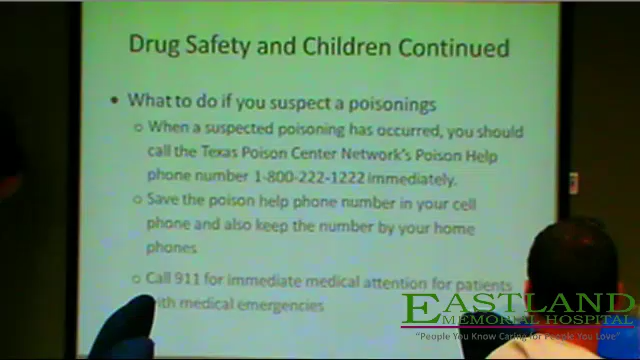 Drug Safety and Children Continued
• What to do if you suspect a poisonings
o When a suspected poisoning has occurred, you should
call the Texas Poison Center Network's Poison Help
phone number 1-800-222-1222 immediately.
o Save the poison help phone number in your cell
phone and also keep the number by your home
phones
o Call 911 for immediate medical attention for patients
with medical emergencies
EASTLAND
MEMORIAL HOSPITAL
"People You Know Caring for People You Love"